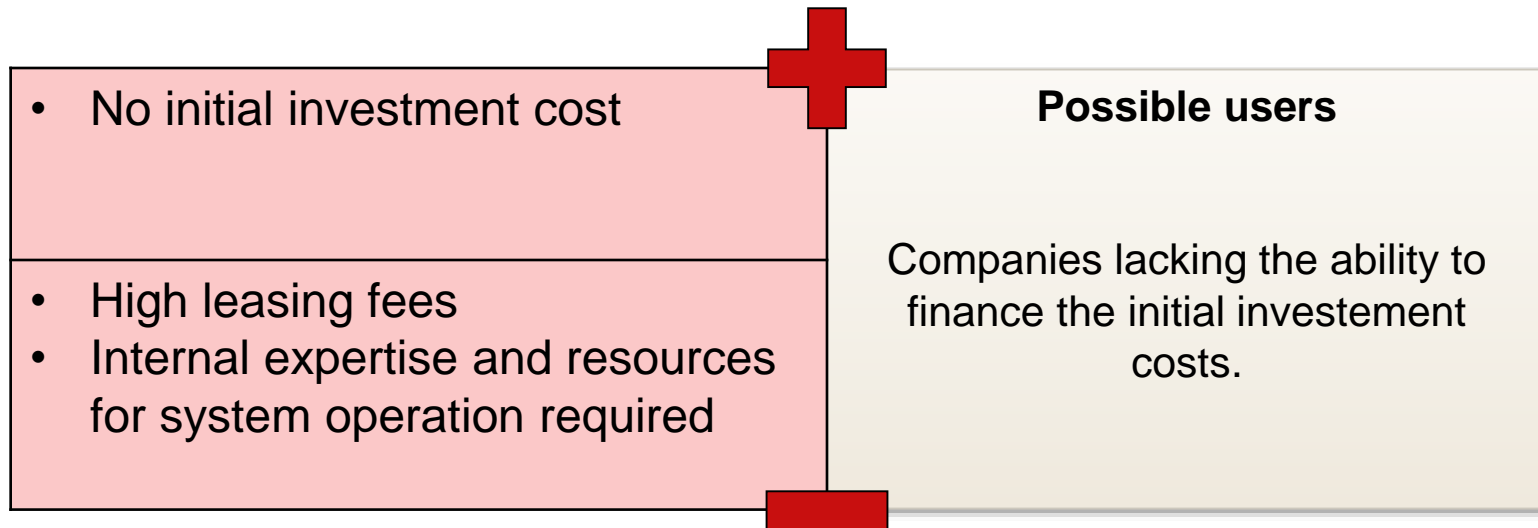 • No initial investment cost
• High leasing fees
• Internal expertise and resources
for system operation required
Possible users
Companies lacking the ability to
finance the initial investement
costs.